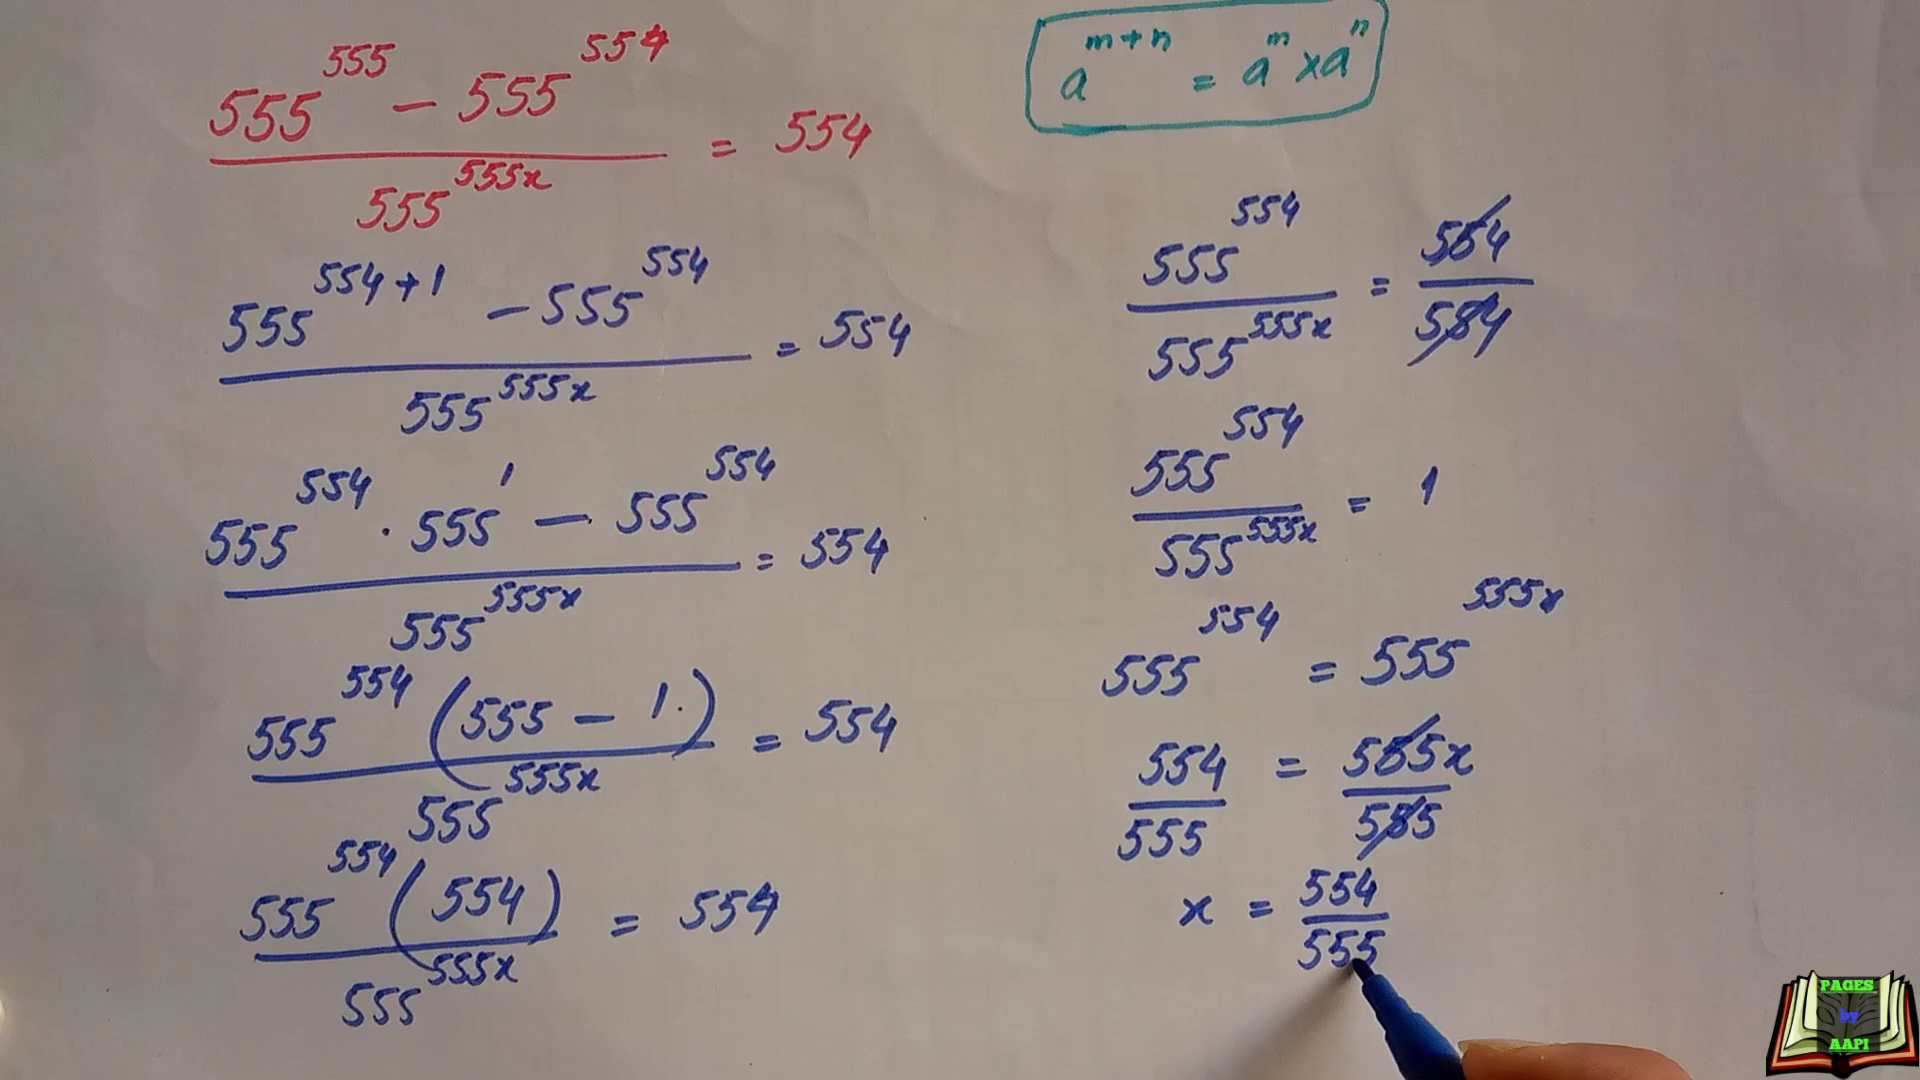 555^555 - 555^554 / 555^555x = 554
555^554+1 - 555^554 / 555^555x = 554
555^554 · 555^1 - 555^554 / 555^555x = 554
555^554 (555 - 1) / 555^555x = 554
555^554 (554) / 555^555x = 554
a^m+n = a^m × a^n
555^554 / 555^555x = 554 / 554
555^554 / 555^555x = 1
555^554 = 555^555x
554 / 555 = 555x / 555
x = 554 / 555
PAGES
by
AAPI